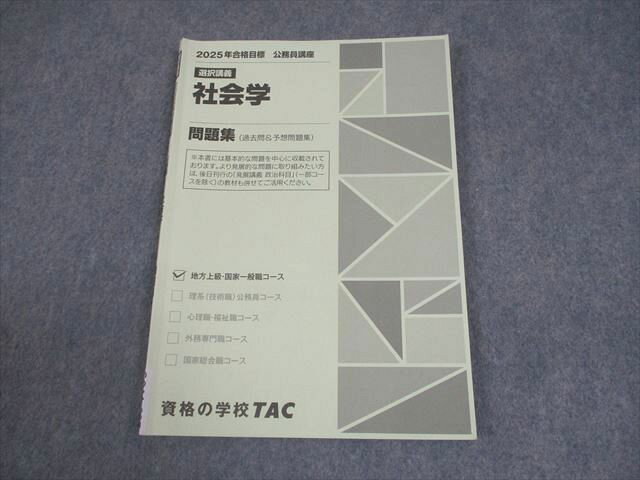 2025年合格目標　公務員講座
選択講義
社会学
問題集（過去問&予想問題集）
※本書には基本的な問題を中心に収載されて
おります。より発展的な問題に取り組みたい方
は、後日刊行の「発展講義 政治科目」（一部コー
スを除く）の教材も併せてご活用ください。
地方上級・国家一般職コース
理系（技術職）公務員コース
心理職・福祉職コース
外務専門職コース
国家総合職コース
資格の学校TAC